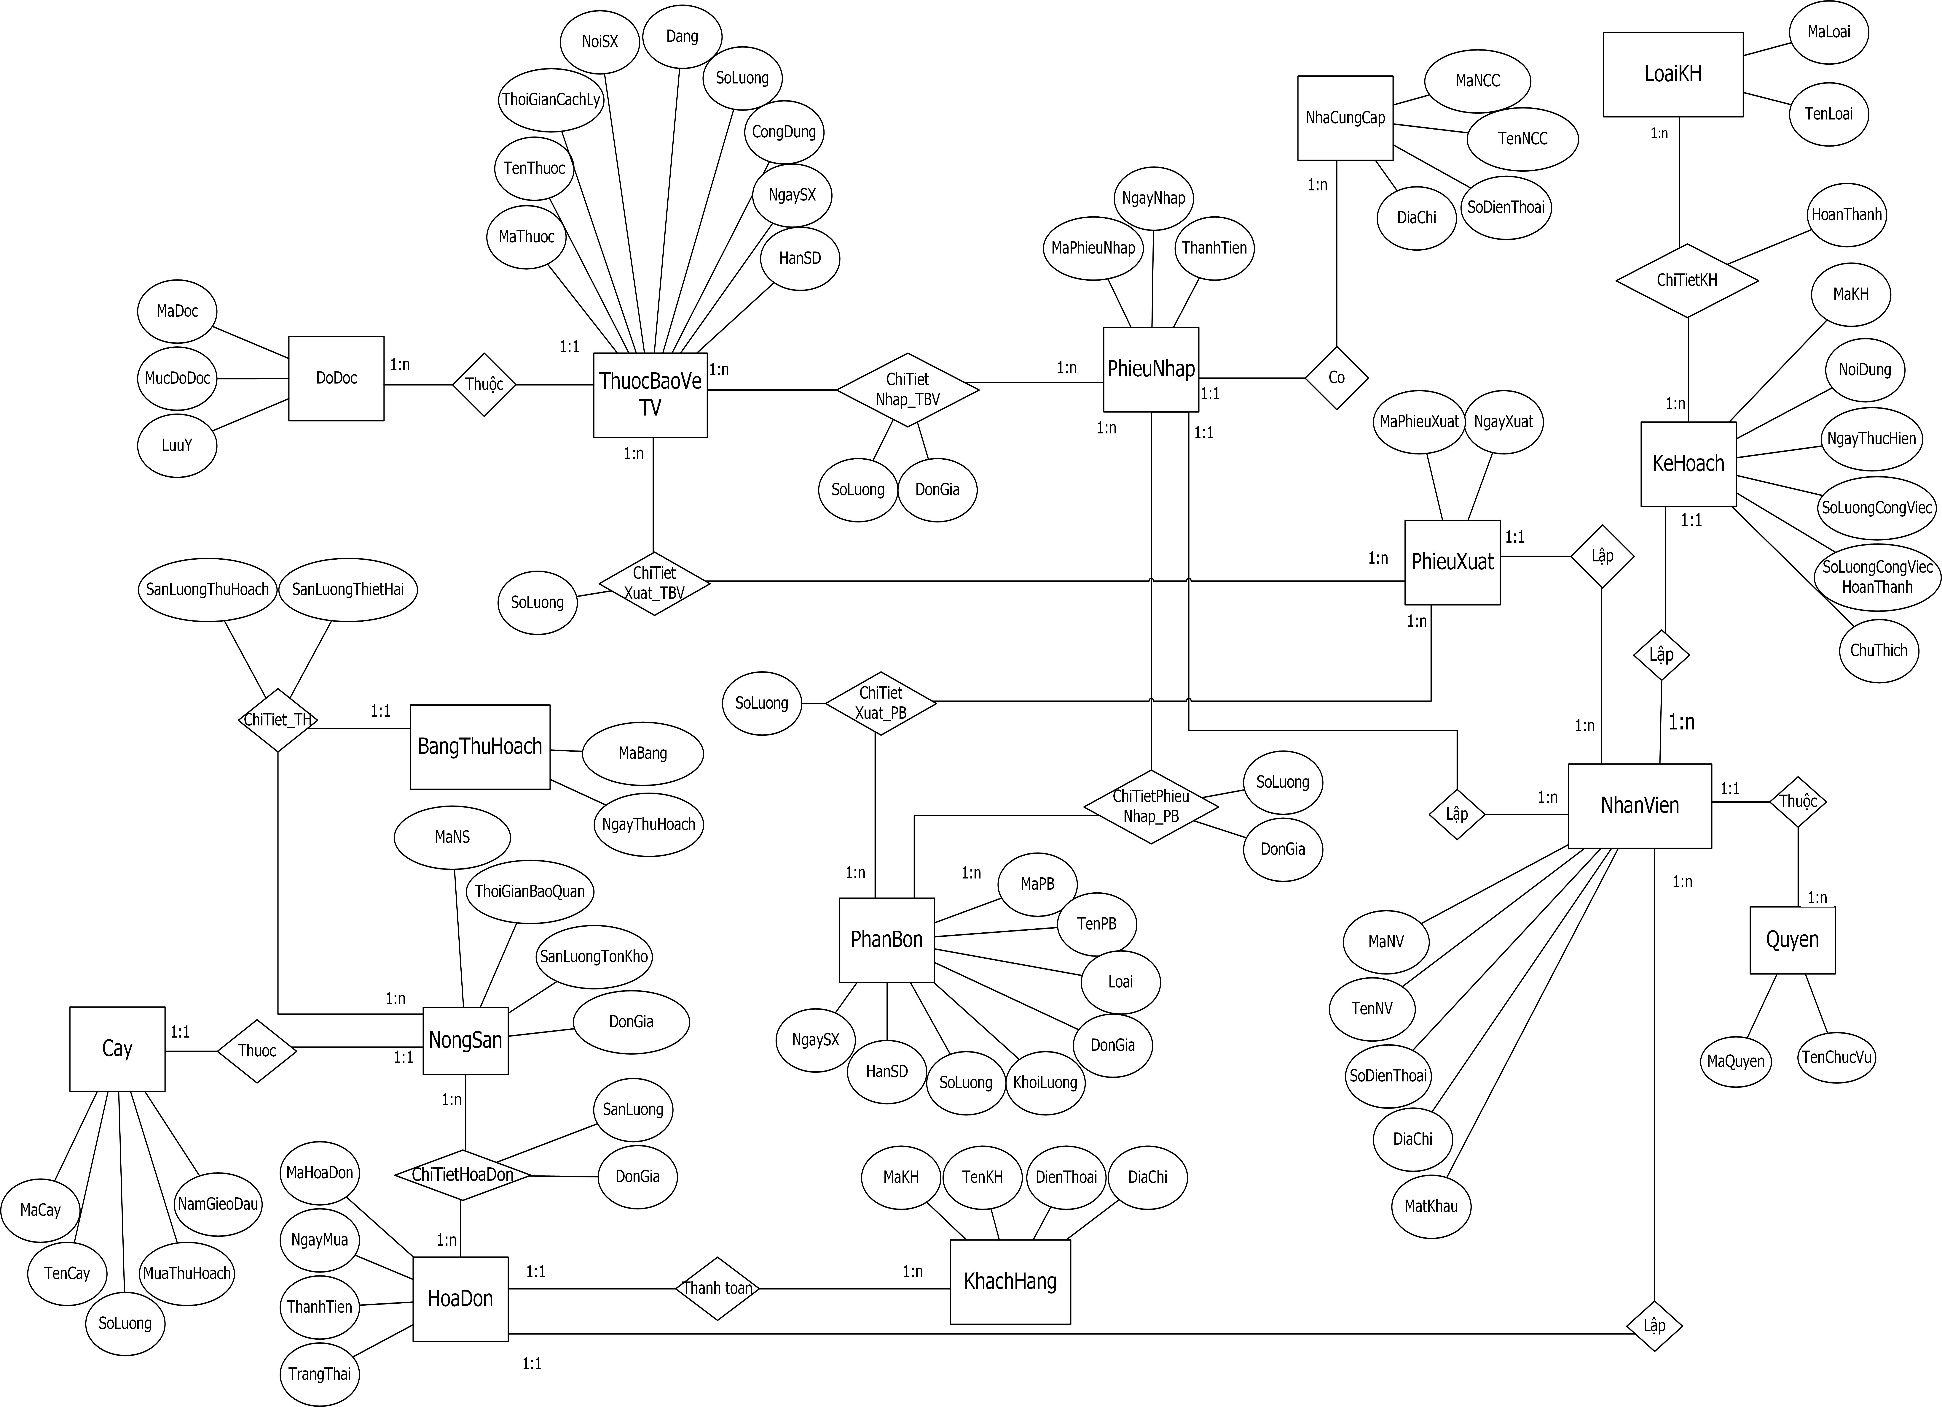 NoiSX
Dang
SoLuong
ThoiGianCachLy
CongDung
TenThuoc
NgaySX
MaThuoc
HanSD
MaDoc
MucDoDoc
LuuY
DoDoc
1:n
Thuộc
1:1
ThuocBaoVe
TV
1:n
1:n
ChiTiet
Nhap_TBV
SoLuong
DonGia
1:n
MaPhieuNhap
NgayNhap
ThanhTien
PhieuNhap
1:1
1:n
1:1
NhaCungCap
MaNCC
TenNCC
SoDienThoai
DiaChi
1:n
Co
LoaiKH
MaLoai
TenLoai
1:n
ChiTietKH
HoanThanh
1:n
KeHoach
MaKH
NoiDung
NgayThucHien
SoLuongCongViec
SoLuongCongViec
HoanThanh
ChuThich
1:1
Lập
1:n
MaPhieuXuat
NgayXuat
PhieuXuat
1:1
1:n
1:n
Lập
1:n
ChiTiet
Xuat_TBV
SoLuong
SanLuongThuHoach
SanLuongThietHai
ChiTiet_TH
1:1
BangThuHoach
MaBang
NgayThuHoach
SoLuong
ChiTiet
Xuat_PB
ChiTietPhieu
Nhap_PB
SoLuong
DonGia
Lập
1:n
NhanVien
1:1
Thuộc
1:n
1:n
Quyen
MaQuyen
TenChucVu
MaNV
TenNV
SoDienThoai
DiaChi
MatKhau
1:n
1:n
PhanBon
MaPB
TenPB
Loai
DonGia
KhoiLuong
SoLuong
HanSD
NgaySX
MaNS
ThoiGianBaoQuan
SanLuongTonKho
DonGia
1:n
NongSan
1:1
1:n
Cay
1:1
Thuoc
MaCay
TenCay
SoLuong
MuaThuHoach
NamGieoDau
ChiTietHoaDon
SanLuong
DonGia
1:n
MaHoaDon
NgayMua
ThanhTien
TrangThai
HoaDon
1:1
Thanh toan
1:n
KhachHang
MaKH
TenKH
DienThoai
DiaChi
1:1
Lập